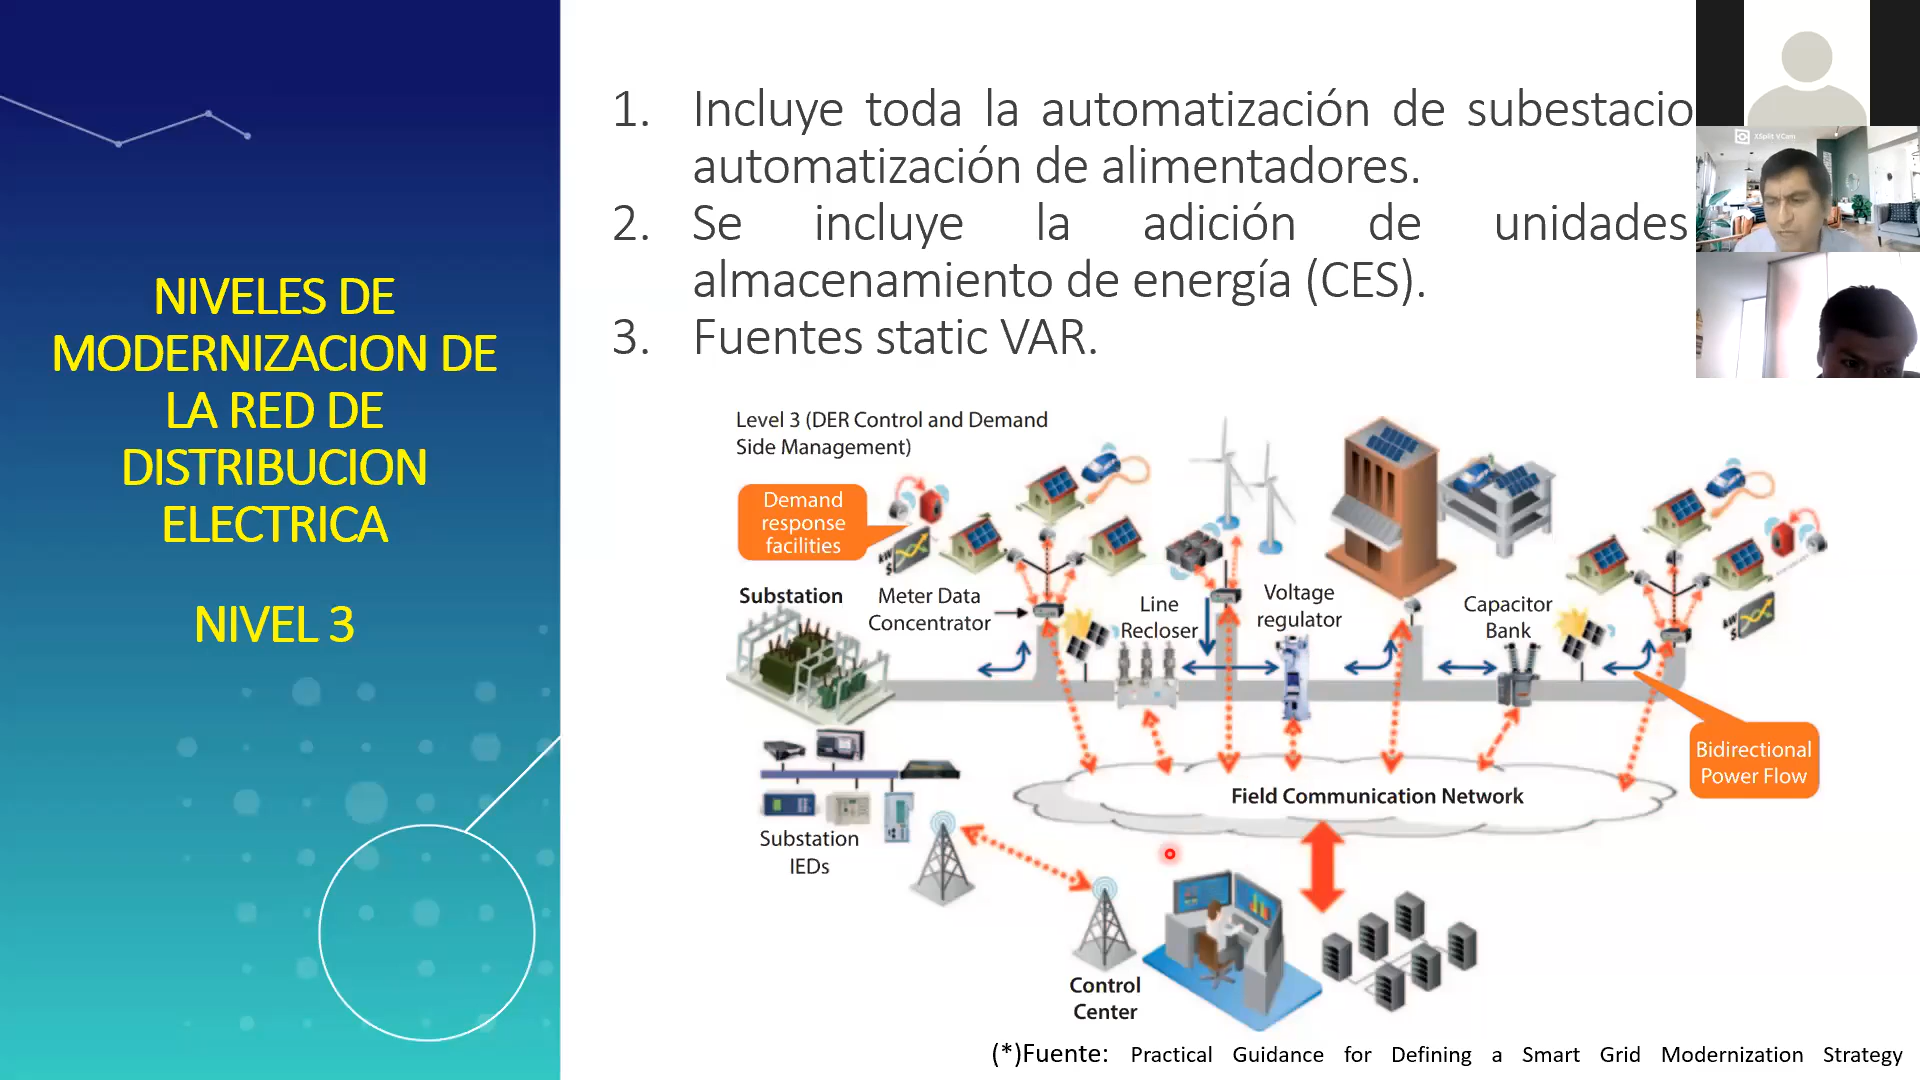 NIVELES DE
MODERNIZACION DE
LA RED DE
DISTRIBUCION
ELECTRICA
NIVEL 3
1. Incluye toda la automatización de subestacio
automatización de alimentadores.
2. Se incluye la adición de unidades
almacenamiento de energía (CES).
3. Fuentes static VAR.
XSplit VCam
Level 3 (DER Control and Demand
Side Management)
Demand
response
facilities
kW
$
Substation
Meter Data
Concentrator
Line
Recloser
Voltage
regulator
Capacitor
Bank
kW
$
Bidirectional
Power Flow
Field Communication Network
Substation
IEDs
Control
Center
(*)Fuente: Practical Guidance for Defining a Smart Grid Modernization Strategy